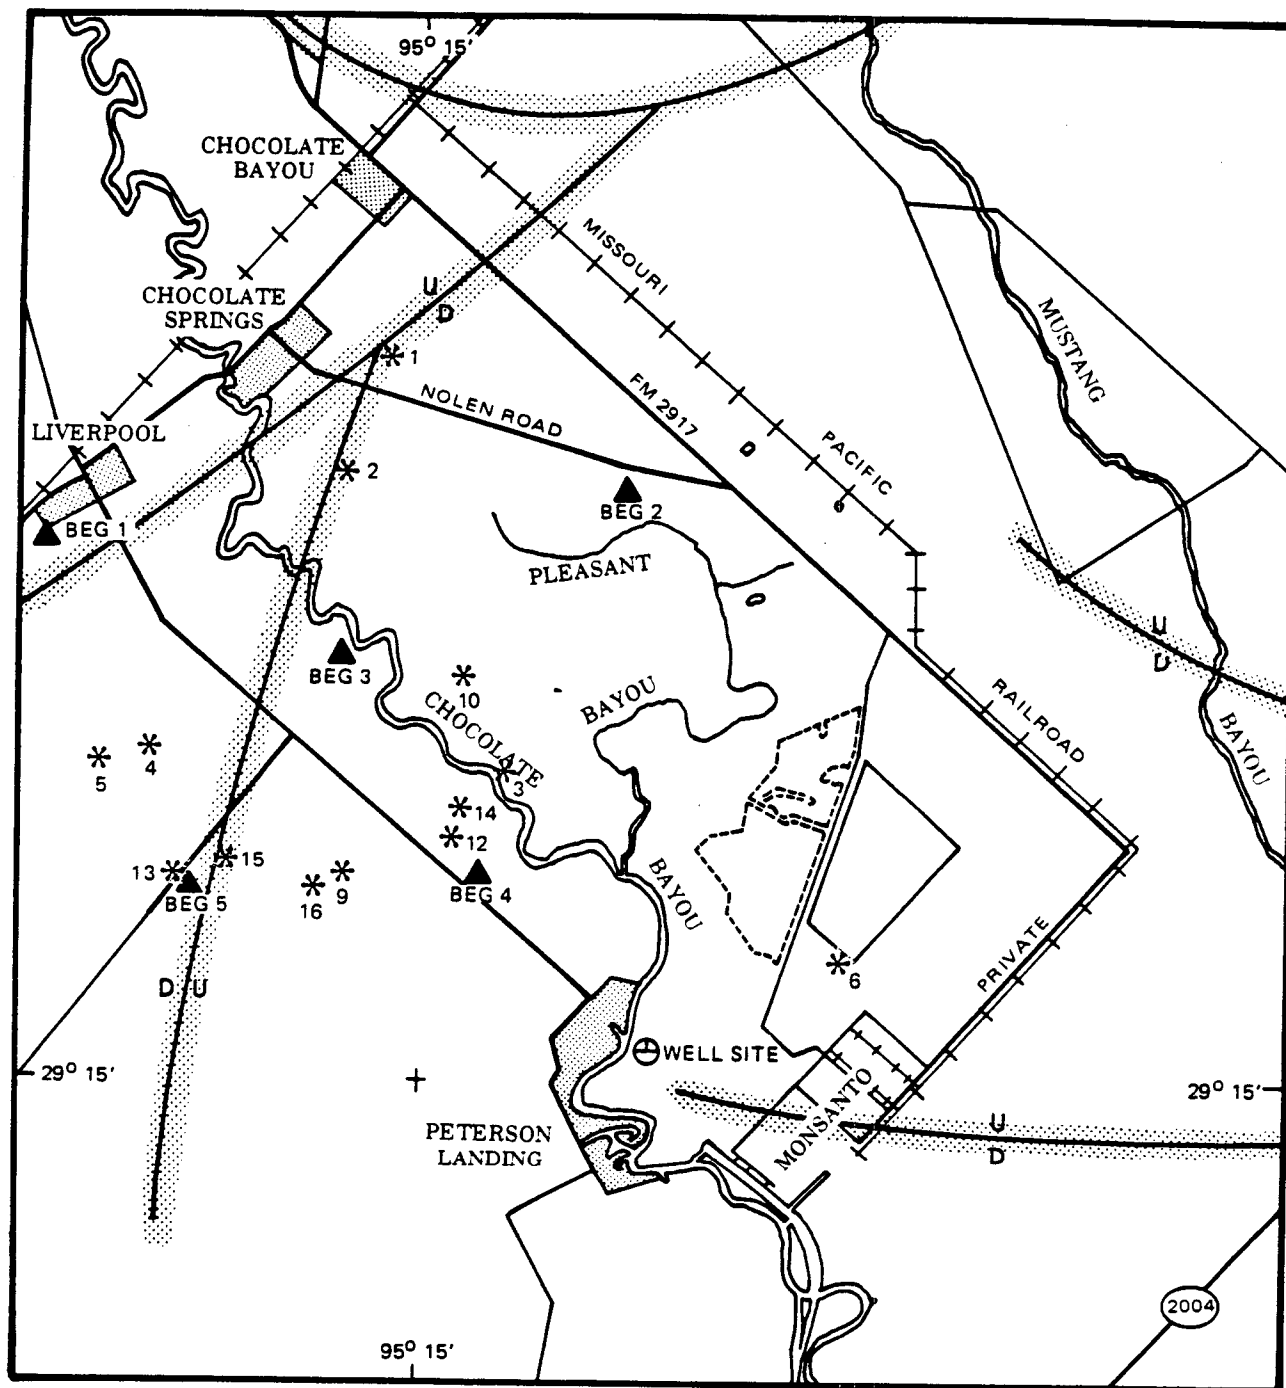 95° 15'
CHOCOLATE
BAYOU
MISSOURI
CHOCOLATE
SPRINGS
U
D
MUSTANG
1
NOLEN ROAD
FM 2917
LIVERPOOL
PACIFIC
2
BEG 1
BEG 2
PLEASANT
U
D
BEG 3
10
BAYOU
RAILROAD
BAYOU
CHOCOLATE
5
4
3
14
12
13
15
BEG 5
16
9
BEG 4
BAYOU
6
PRIVATE
D U
WELL SITE
29° 15'
29° 15'
PETERSON
LANDING
MONSANTO
U
D
2004
95° 15'